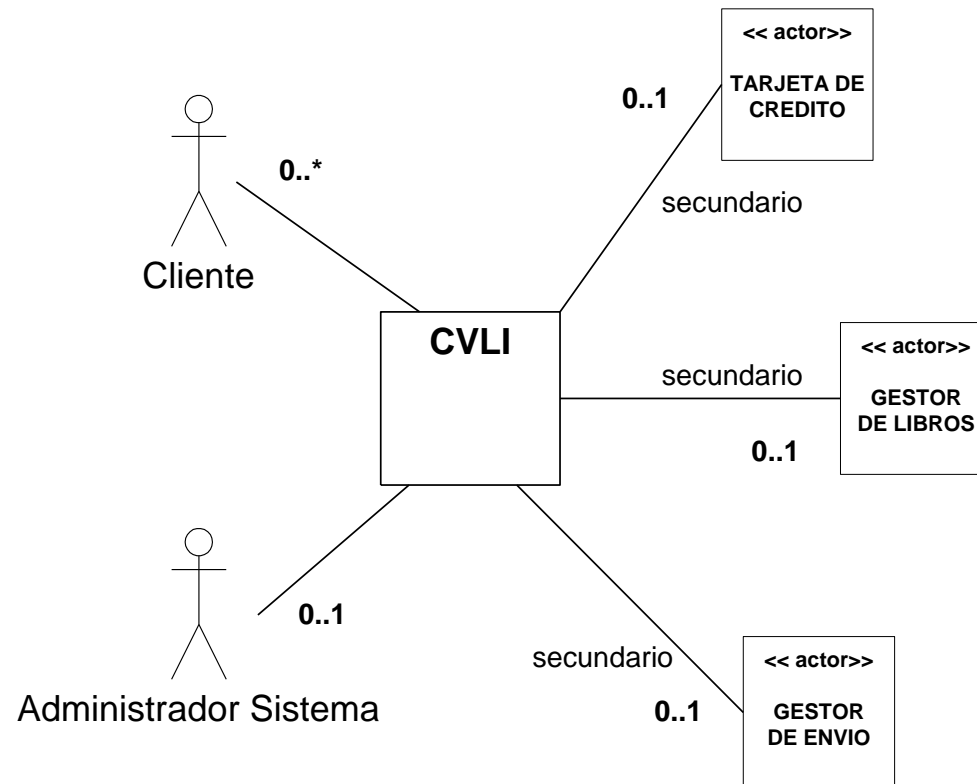 << actor>>
TARJETA DE
CREDITO
0..1
secundario
0..*
Cliente
CVLI
secundario
0..1
<< actor>>
GESTOR
DE LIBROS
0..1
Administrador Sistema
secundario
0..1
<< actor>>
GESTOR
DE ENVIO